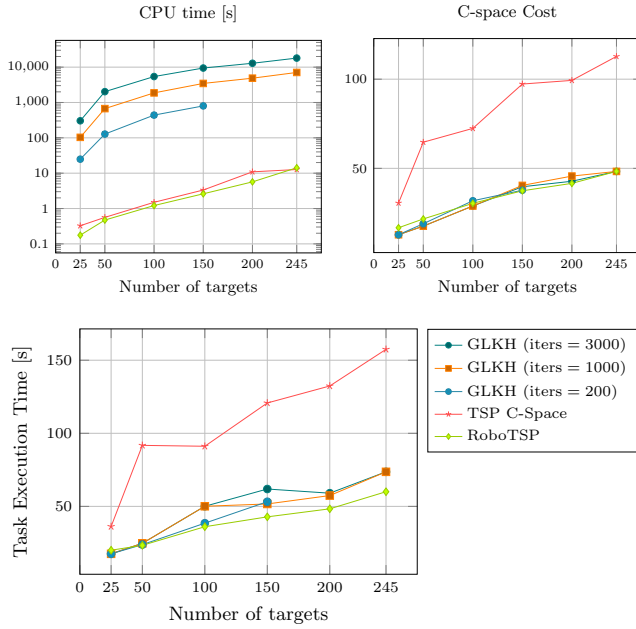 CPU time [s]
10,000
1,000
100
10
1
0.1
0 25 50 100 150 200 245
Number of targets
C-space Cost
100
50
0 25 50 100 150 200 245
Number of targets
Task Execution Time [s]
150
100
50
0 25 50 100 150 200 245
Number of targets
GLKH (iters = 3000)
GLKH (iters = 1000)
GLKH (iters = 200)
TSP C-Space
RoboTSP